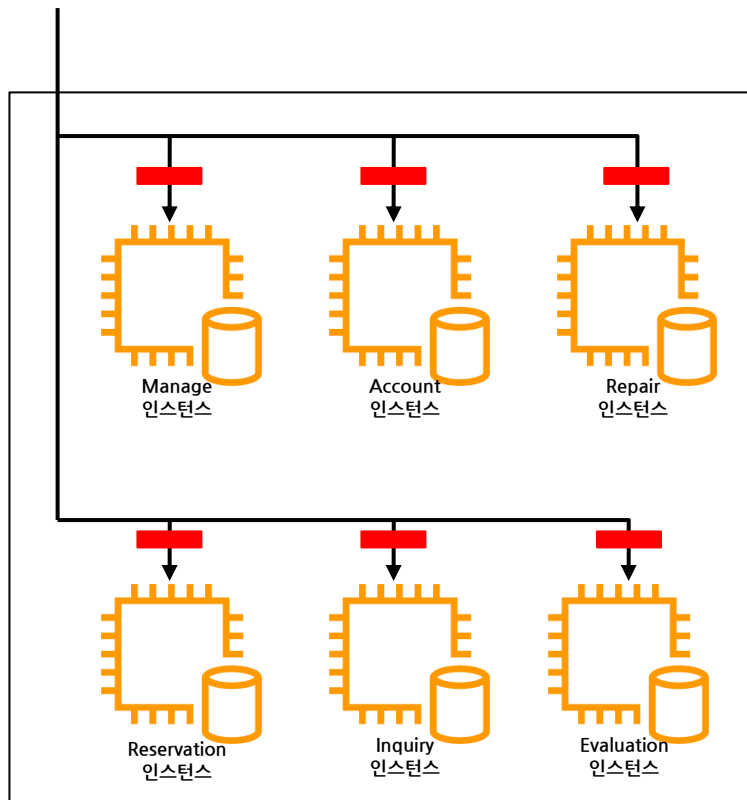 Manage
인스턴스
Account
인스턴스
Repair
인스턴스
Reservation
인스턴스
Inquiry
인스턴스
Evaluation
인스턴스